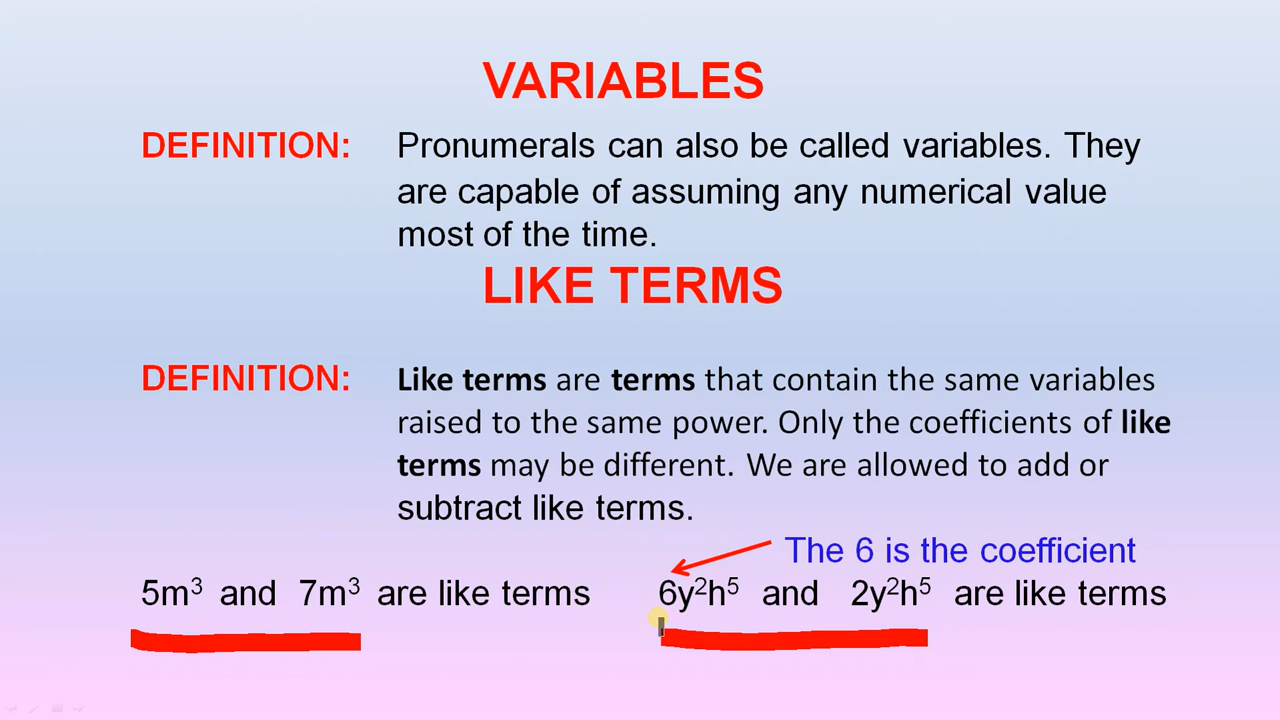 VARIABLES
DEFINITION: Pronumerals can also be called variables. They
are capable of assuming any numerical value
most of the time.
LIKE TERMS
DEFINITION: Like terms are terms that contain the same variables
raised to the same power. Only the coefficients of like
terms may be different. We are allowed to add or
subtract like terms.
The 6 is the coefficient
5m³ and 7m³ are like terms 6y²h⁵ and 2y²h⁵ are like terms